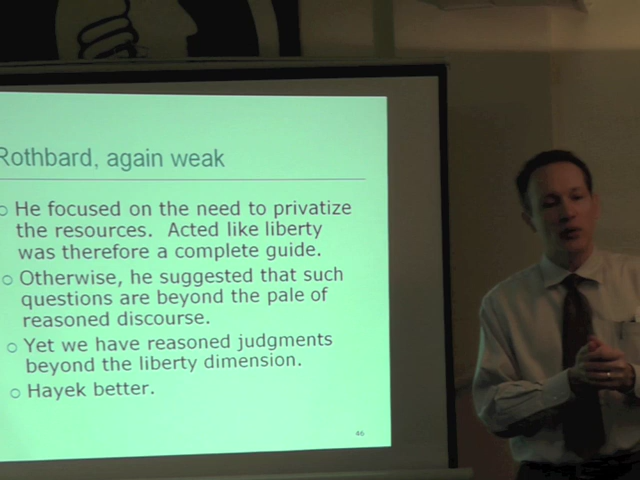 Rothbard, again weak
○ He focused on the need to privatize
the resources. Acted like liberty
was therefore a complete guide.
○ Otherwise, he suggested that such
questions are beyond the pale of
reasoned discourse.
○ Yet we have reasoned judgments
beyond the liberty dimension.
○ Hayek better.
46